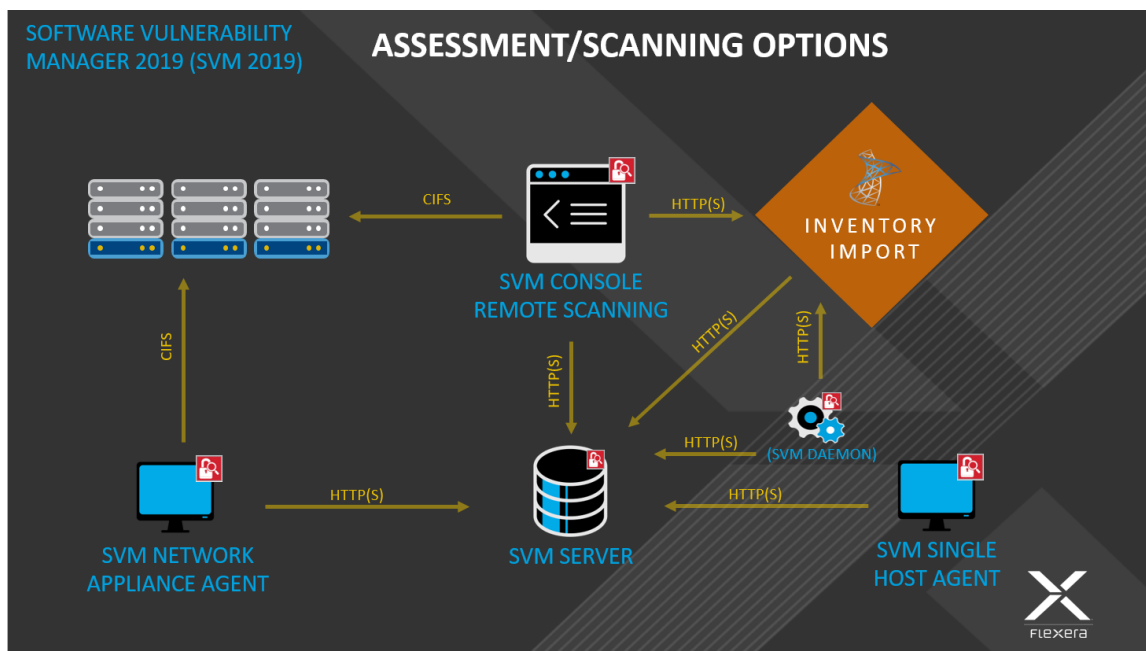 SOFTWARE VULNERABILITY
MANAGER 2019 (SVM 2019)
ASSESSMENT/SCANNING OPTIONS
CIFS
HTTP(S)
INVENTORY
IMPORT
SVM CONSOLE
REMOTE SCANNING
CIFS
HTTP(S)
HTTP(S)
HTTP(S)
HTTP(S)
(SVM DAEMON)
HTTP(S)
HTTP(S)
SVM NETWORK
APPLIANCE AGENT
SVM SERVER
SVM SINGLE
HOST AGENT
FLEXera